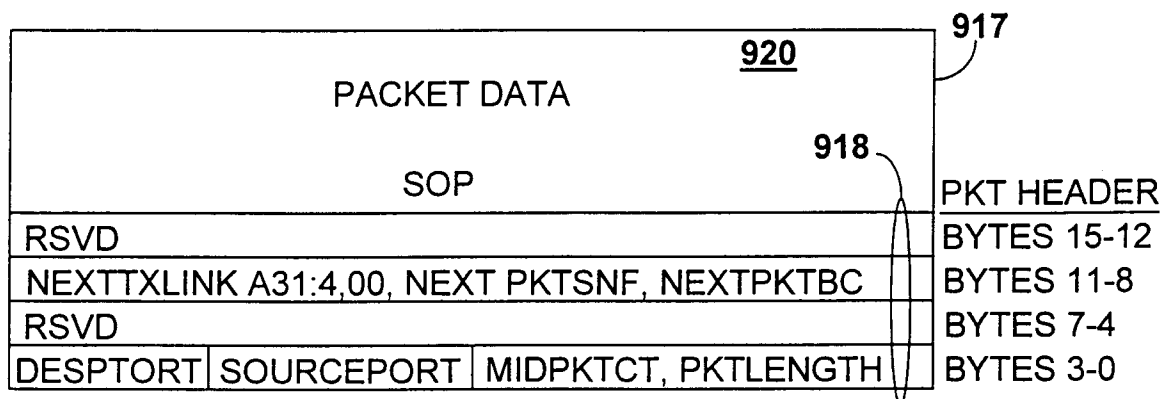 917
920
PACKET DATA
918
SOP
PKT HEADER
RSVD BYTES 15-12
NEXTTXLINK A31:4,00, NEXT PKTSNF, NEXTPKTBC BYTES 11-8
RSVD BYTES 7-4
DESPTORT SOURCEPORT MIDPKTCT, PKTLENGTH BYTES 3-0